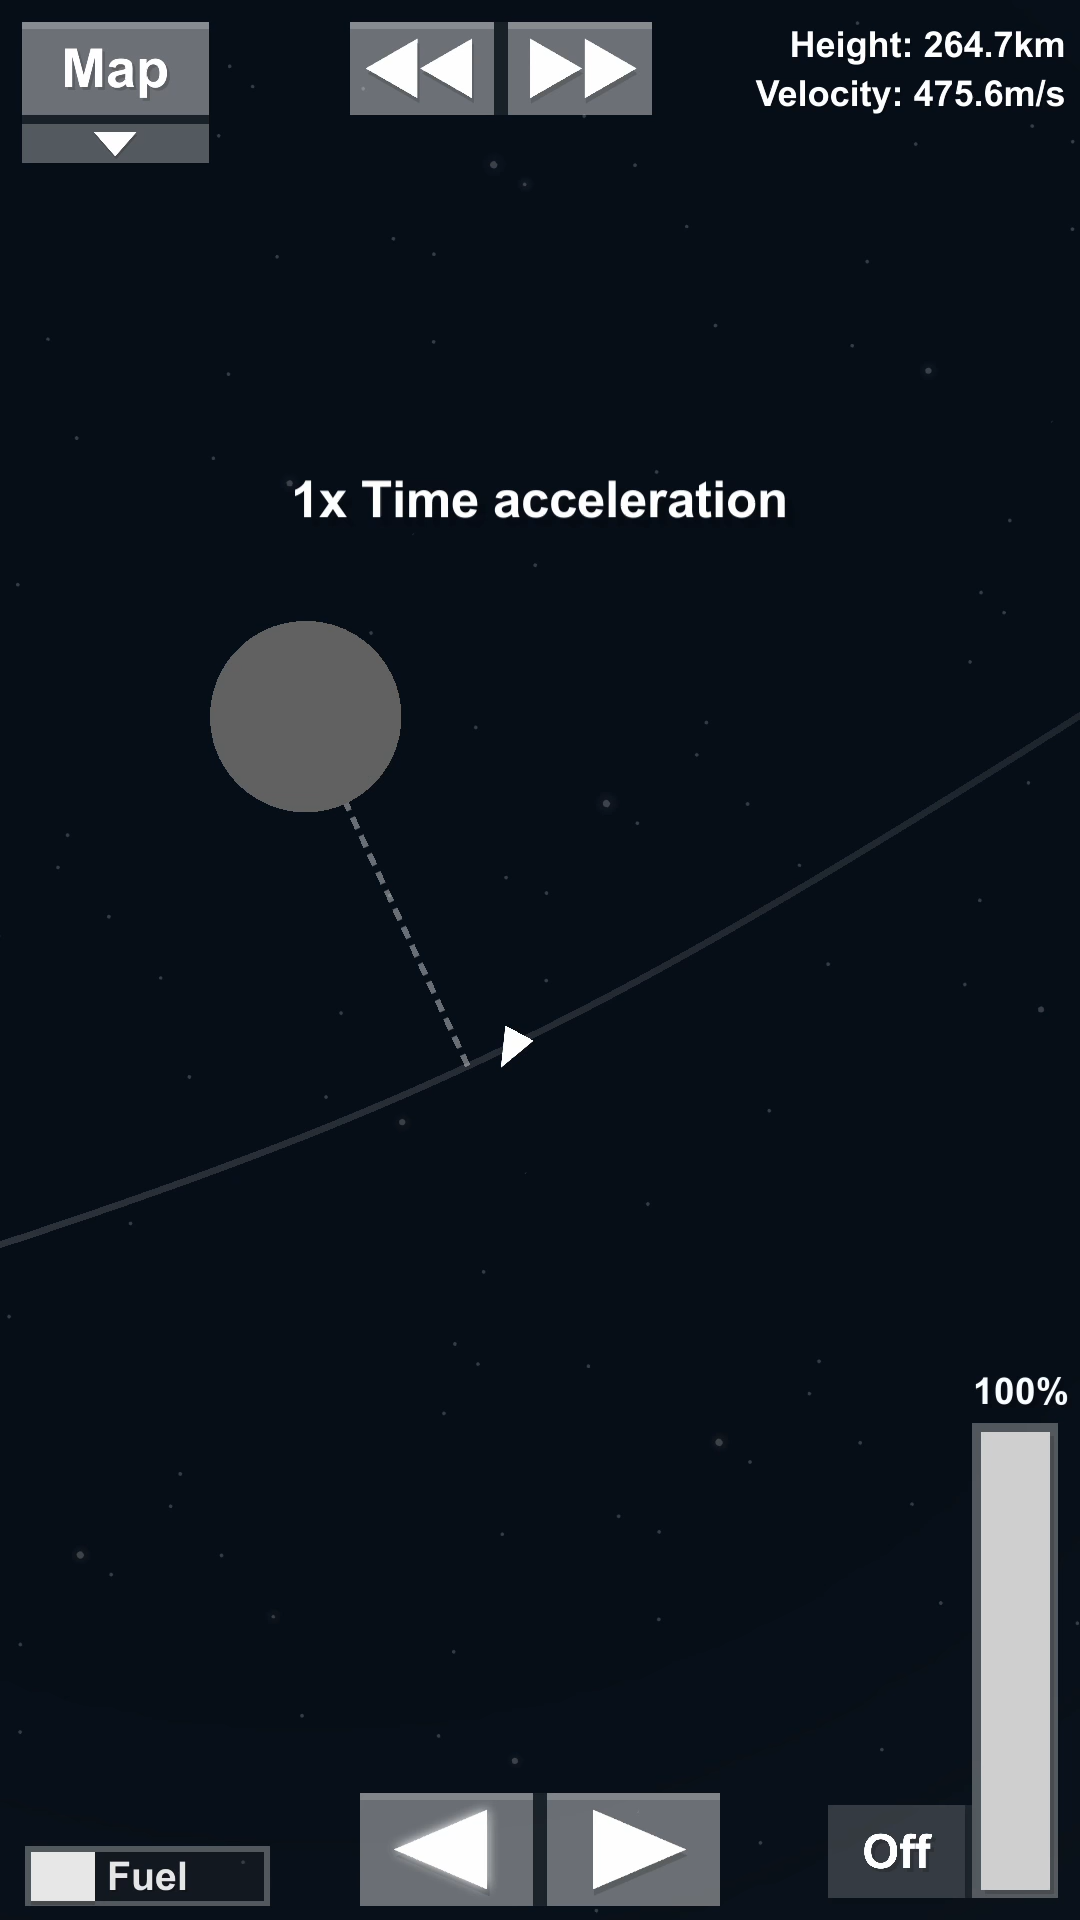 Map
Height: 264.7km
Velocity: 475.6m/s
1x Time acceleration
100%
Off
Fuel